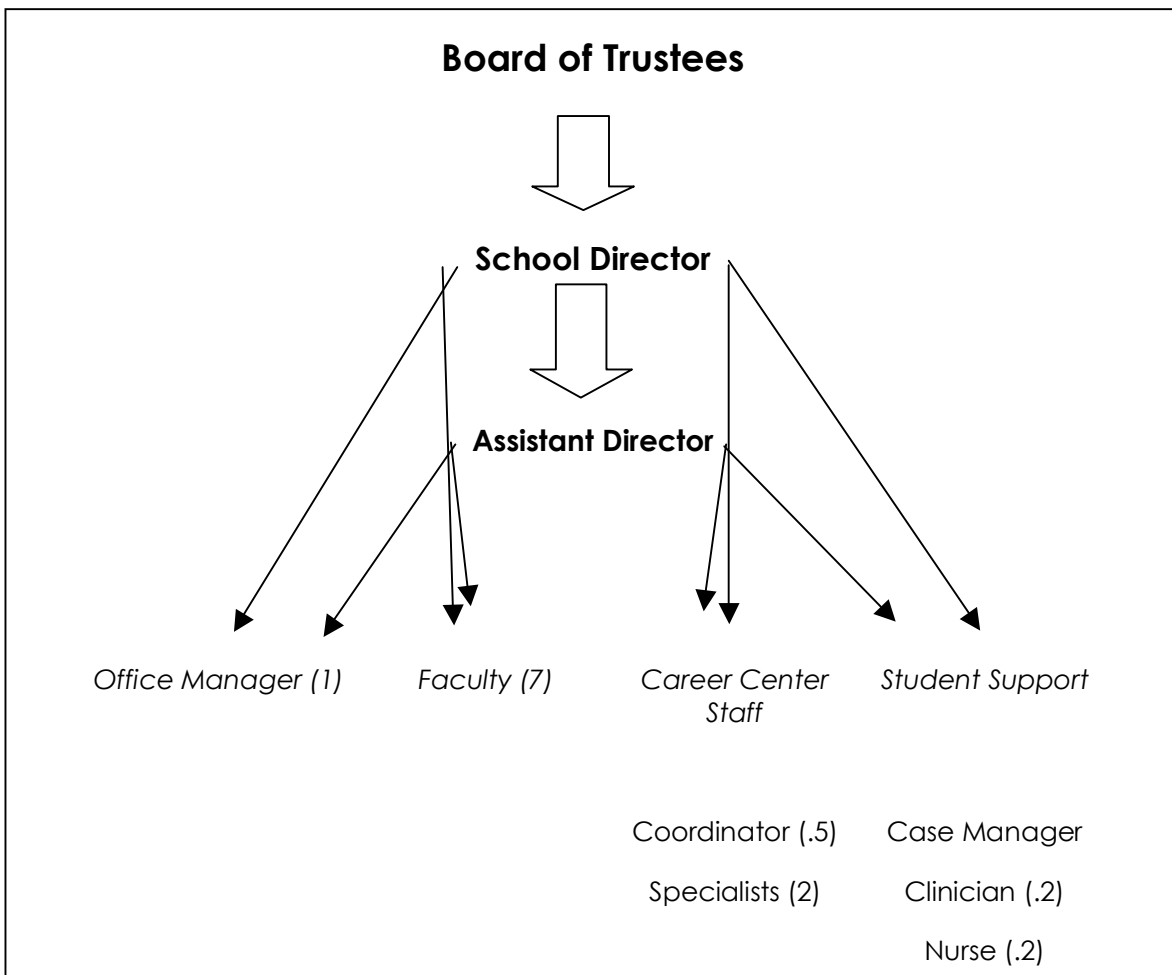 Board of Trustees
School Director
Assistant Director
Office Manager (1)
Faculty (7)
Career Center
Staff
Student Support
Coordinator (.5)
Specialists (2)
Case Manager
Clinician (.2)
Nurse (.2)